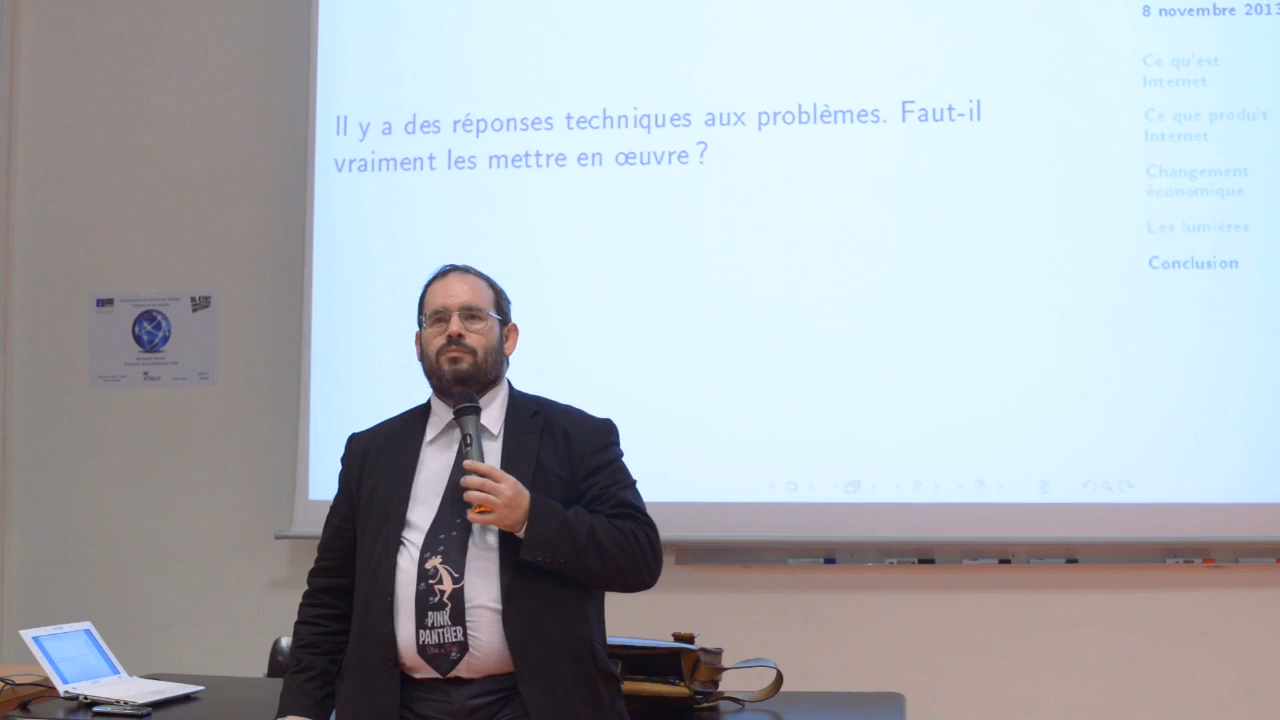 8 novembre 2013
Il y a des réponses techniques aux problèmes. Faut-il
vraiment les mettre en œuvre ?
Ce qu'est
Internet
Ce que produit
Internet
Changement
économique
Les lumières
Conclusion
PINK
PANTHER